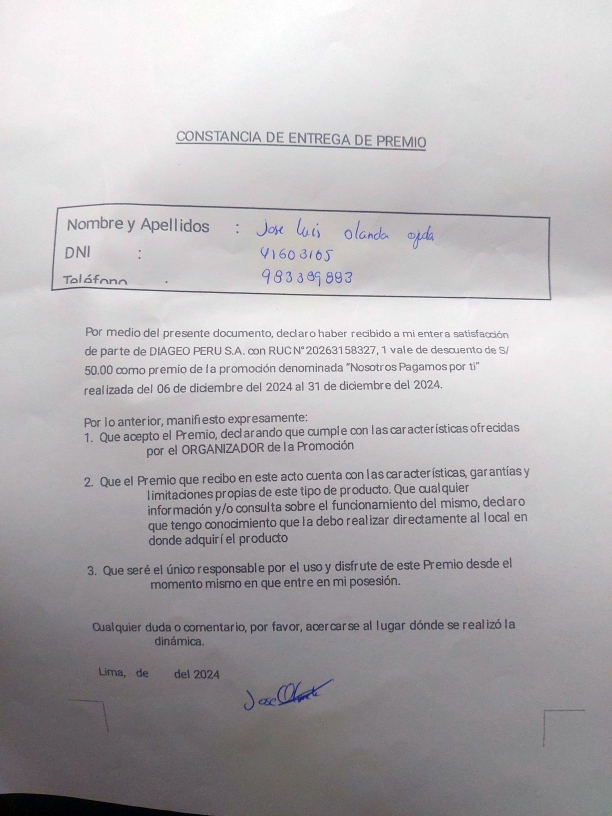 CONSTANCIA DE ENTREGA DE PREMIO
Nombre y Apellidos : Jose Luis Olanda Ojda
DNI : 41603165
Teléfono : 983389883
Por medio del presente documento, declaro haber recibido a mi entera satisfacción
de parte de DIAGEO PERU S.A. con RUC N° 20263158327, 1 vale de descuento de S/
50.00 como premio de la promoción denominada "Nosotros Pagamos por ti"
realizada del 06 de diciembre del 2024 al 31 de diciembre del 2024.
Por lo anterior, manifiesto expresamente:
1. Que acepto el Premio, declarando que cumple con las características ofrecidas
por el ORGANIZADOR de la Promoción
2. Que el Premio que recibo en este acto cuenta con las características, garantías y
limitaciones propias de este tipo de producto. Que cualquier
información y/o consulta sobre el funcionamiento del mismo, declaro
que tengo conocimiento que la debo realizar directamente al local en
donde adquirí el producto
3. Que seré el único responsable por el uso y disfrute de este Premio desde el
momento mismo en que entre en mi posesión.
Cualquier duda o comentario, por favor, acercarse al lugar dónde se realizó la
dinámica.
Lima, de del 2024
Jose